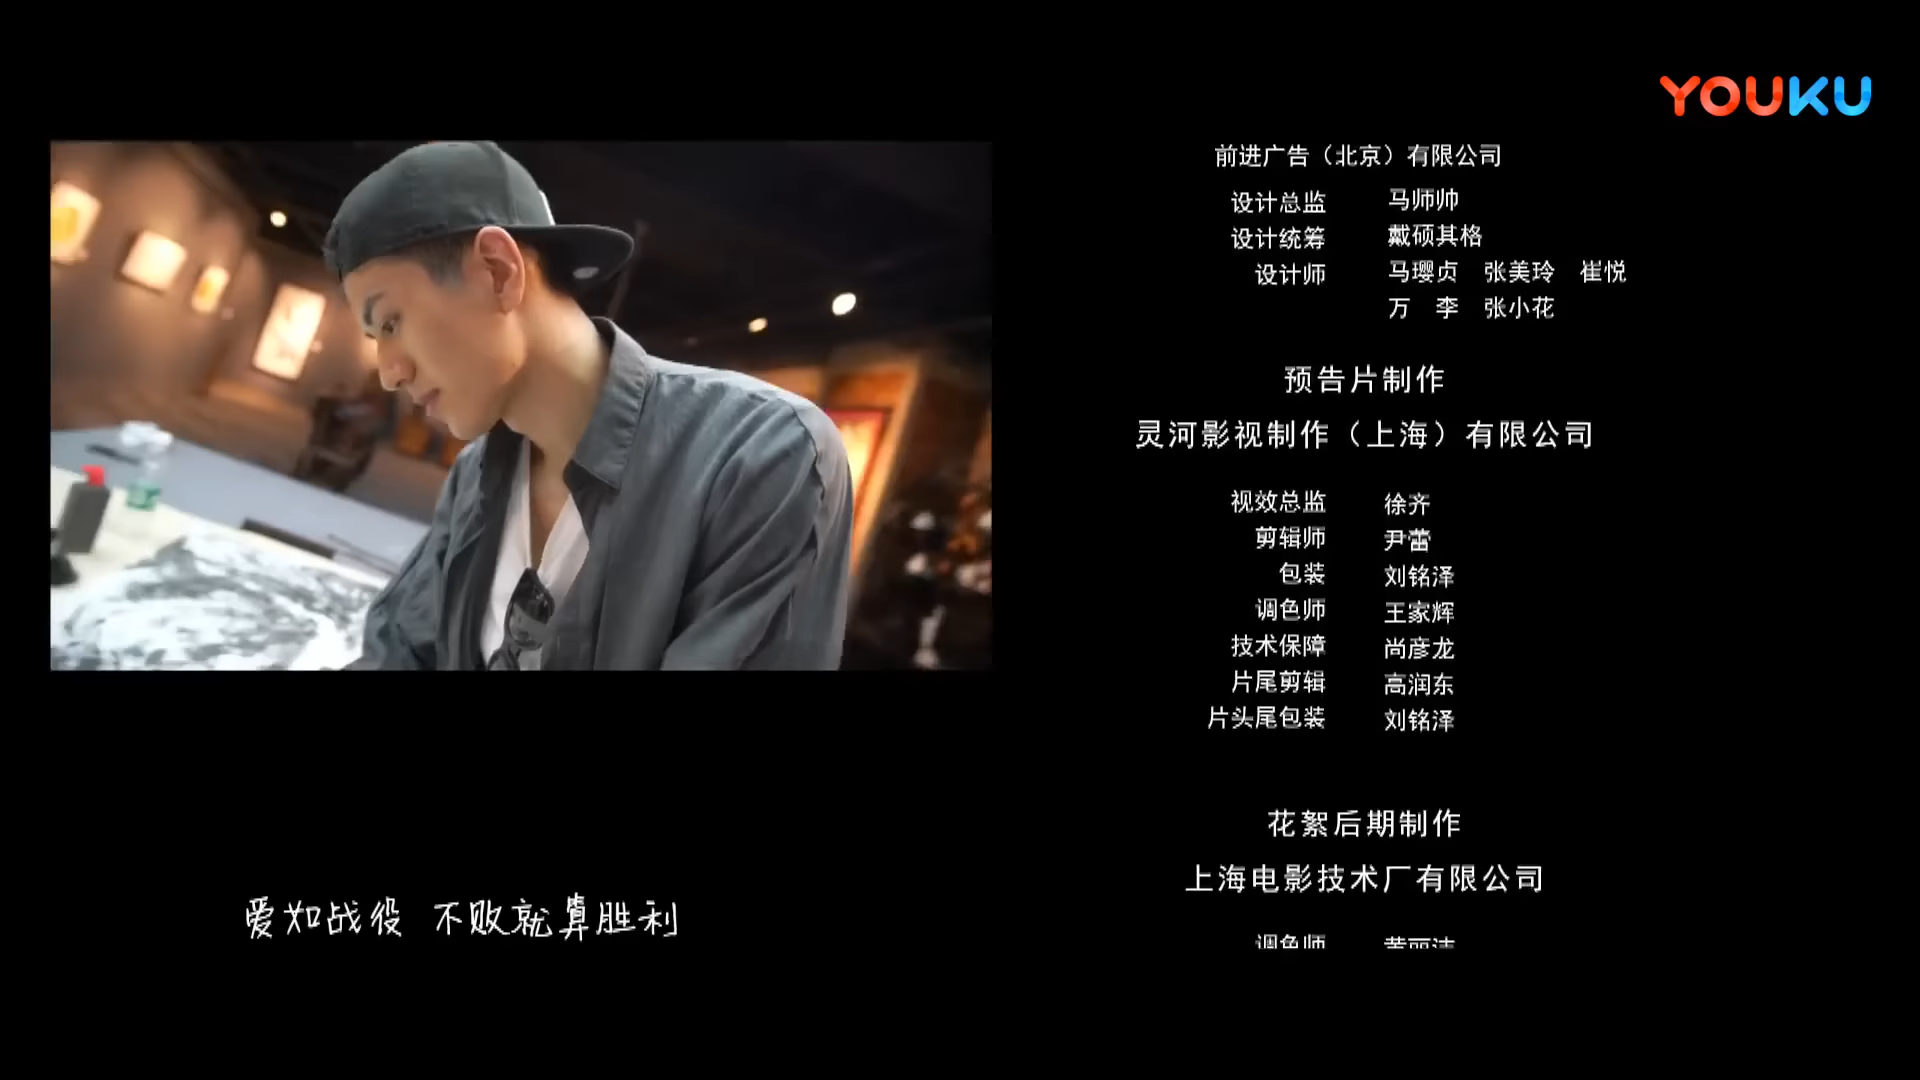 YOUKU
前进广告（北京）有限公司
设计总监 马师帅
设计统筹 戴硕其格
设计师 马璎贞 张美玲 崔悦
万 李 张小花
预告片制作
灵河影视制作（上海）有限公司
视效总监 徐齐
剪辑师 尹蕾
包装 刘铭泽
调色师 王家辉
技术保障 尚彦龙
片尾剪辑 高润东
片头尾包装 刘铭泽
花絮后期制作
上海电影技术厂有限公司
调色师
爱如战役 不败就算胜利